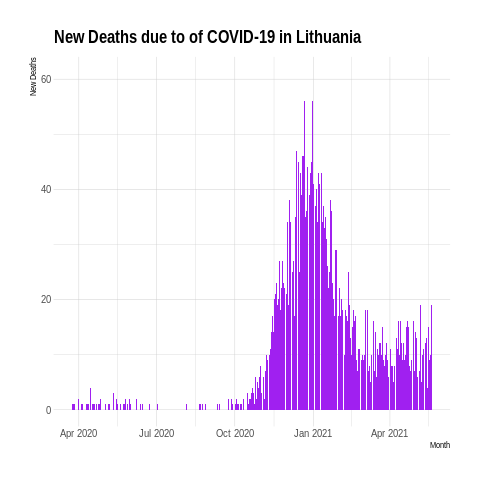 New Deaths due to of COVID-19 in Lithuania
New Deaths
60
40
20
0
Apr 2020 Jul 2020 Oct 2020 Jan 2021 Apr 2021
Month